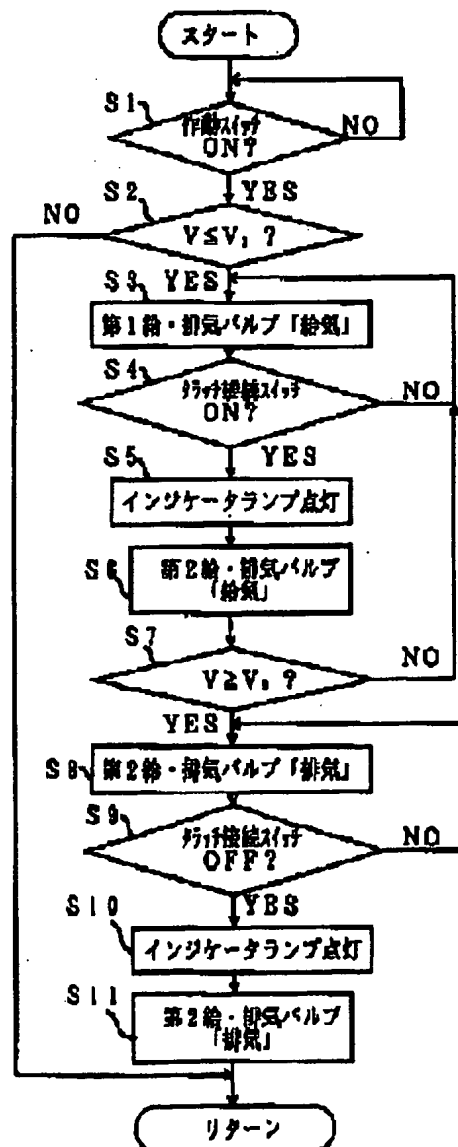 スタート
S1
作動スイッチ
ON?
NO
YES
S2
NO
V≤V₁ ?
YES
S3
第1給・排気バルブ「給気」
S4
クラッチ接続スイッチ
ON?
NO
YES
S5
インジケータランプ点灯
S6
第2給・排気バルブ
「給気」
S7
NO
YES
S8
第2給・排気バルブ「排気」
S9
クラッチ接続スイッチ
OFF?
NO
YES
S10
インジケータランプ点灯
S11
第2給・排気バルブ
「排気」
リターン